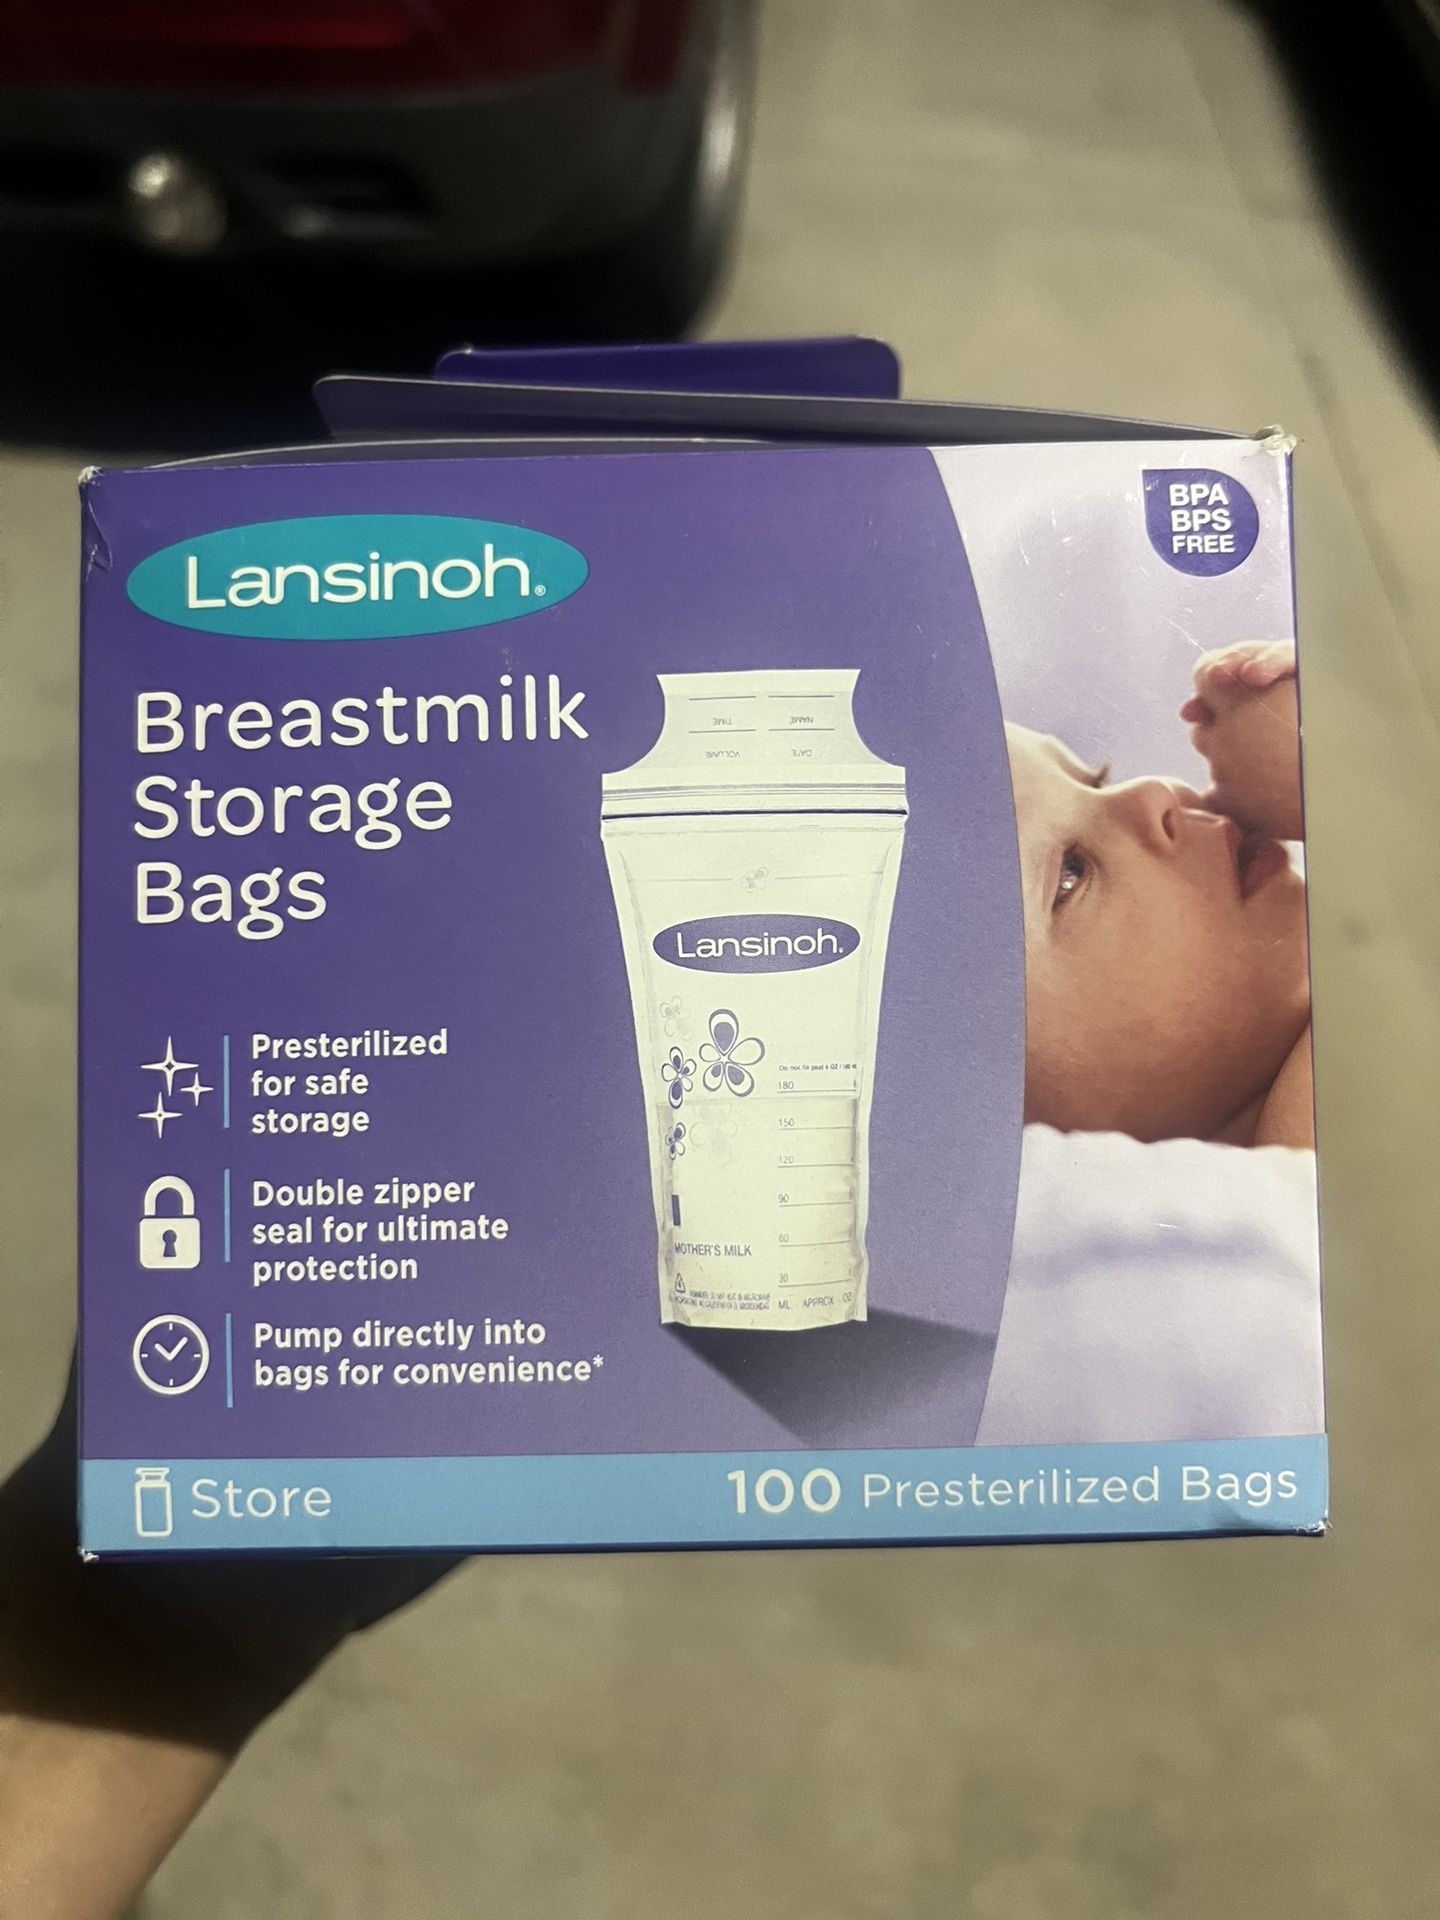 Lansinoh®
BPA
BPS
FREE
Breastmilk
Storage
Bags
TIME
NAME
VOLUME
DATE
Lansinoh®
Presterilized
for safe
storage
Double zipper
seal for ultimate
protection
Pump directly into
bags for convenience*
180
150
120
90
60
30
MOTHER'S MILK
ML APPROX. OZ
Store
100 Presterilized Bags